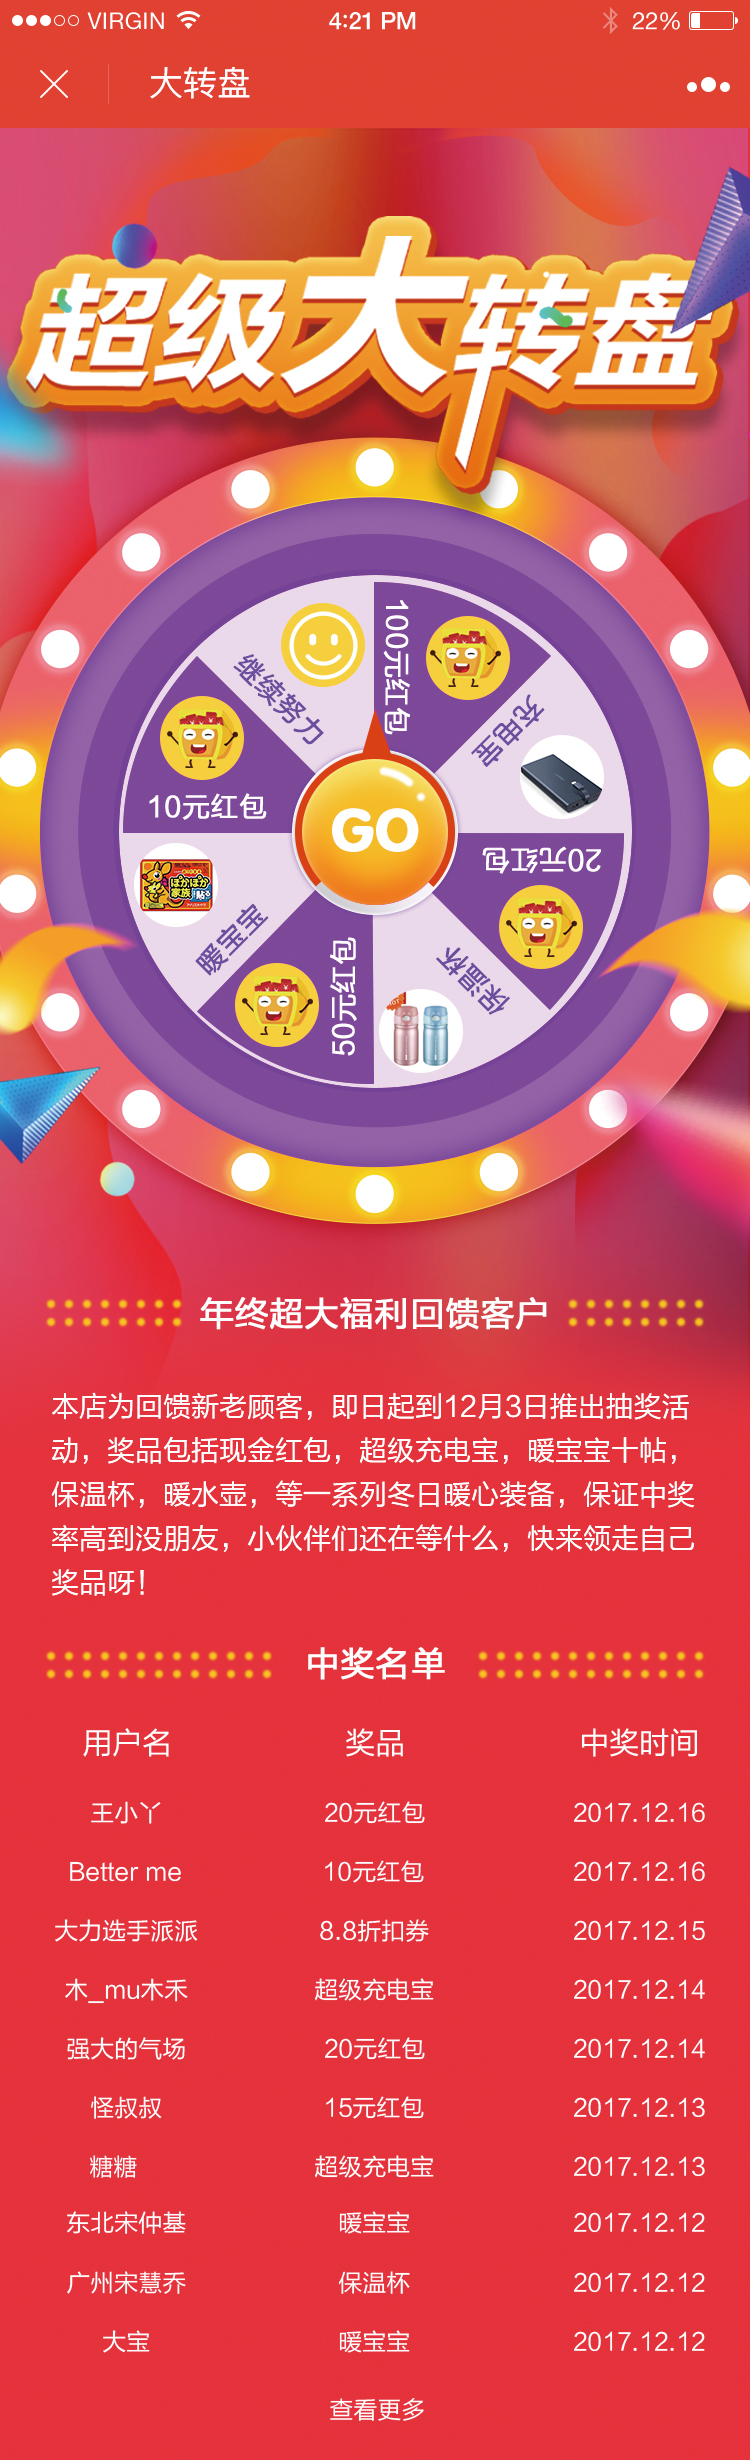 VIRGIN 4:21 PM 22%
大转盘
超级大转盘
100元红包
充电宝
20元红包
保温杯
50元红包
暖宝宝
10元红包
继续努力
GO
年终超大福利回馈客户
本店为回馈新老顾客，即日起到12月3日推出抽奖活
动，奖品包括现金红包，超级充电宝，暖宝宝十帖，
保温杯，暖水壶，等一系列冬日暖心装备，保证中奖
率高到没朋友，小伙伴们还在等什么，快来领走自己
奖品呀！
中奖名单
用户名 奖品 中奖时间
王小丫 20元红包 2017.12.16
Better me 10元红包 2017.12.16
大力选手派派 8.8折扣券 2017.12.15
木_mu木禾 超级充电宝 2017.12.14
强大的气场 20元红包 2017.12.14
怪叔叔 15元红包 2017.12.13
糖糖 超级充电宝 2017.12.13
东北宋仲基 暖宝宝 2017.12.12
广州宋慧乔 保温杯 2017.12.12
大宝 暖宝宝 2017.12.12
查看更多